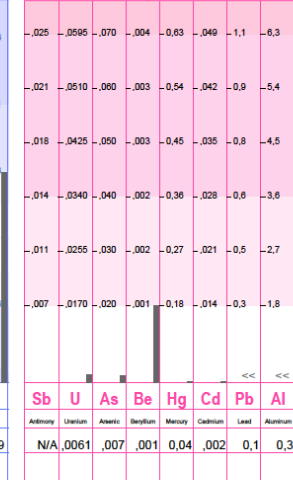 ,025 ,0595 ,070 ,004 0,63 ,049 1,1 6,3
,021 ,0510 ,060 ,003 0,54 ,042 0,9 5,4
,018 ,0425 ,050 ,003 0,45 ,035 0,8 4,5
,014 ,0340 ,040 ,002 0,36 ,028 0,6 3,6
,011 ,0255 ,030 ,002 0,27 ,021 0,5 2,7
,007 ,0170 ,020 ,001 0,18 ,014 0,3 1,8
<< <<
Sb U As Be Hg Cd Pb Al
Antimony Uranium Arsenic Beryllium Mercury Cadmium Lead Aluminum
N/A ,0061 ,007 ,001 0,04 ,002 0,1 0,3